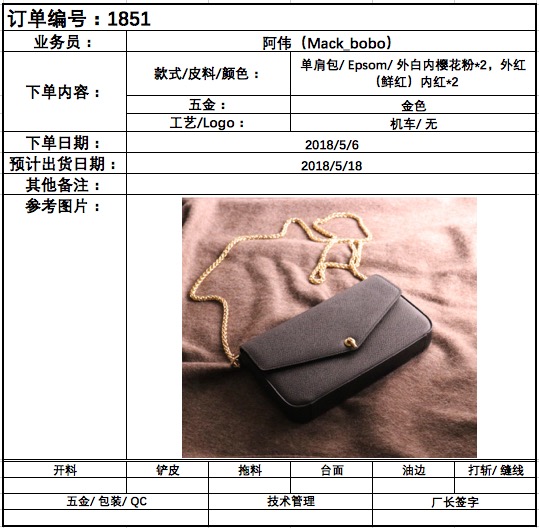 订单编号：1851
业务员： 阿伟（Mack_bobo）
下单内容： 款式/皮料/颜色： 单肩包/ Epsom/ 外白内樱花粉*2，外红
（鲜红）内红*2
五金： 金色
工艺/Logo： 机车/ 无
下单日期： 2018/5/6
预计出货日期： 2018/5/18
其他备注：
参考图片：
开料 铲皮 拖料 台面 油边 打斩/ 缝线
五金/ 包装/ QC 技术管理 厂长签字